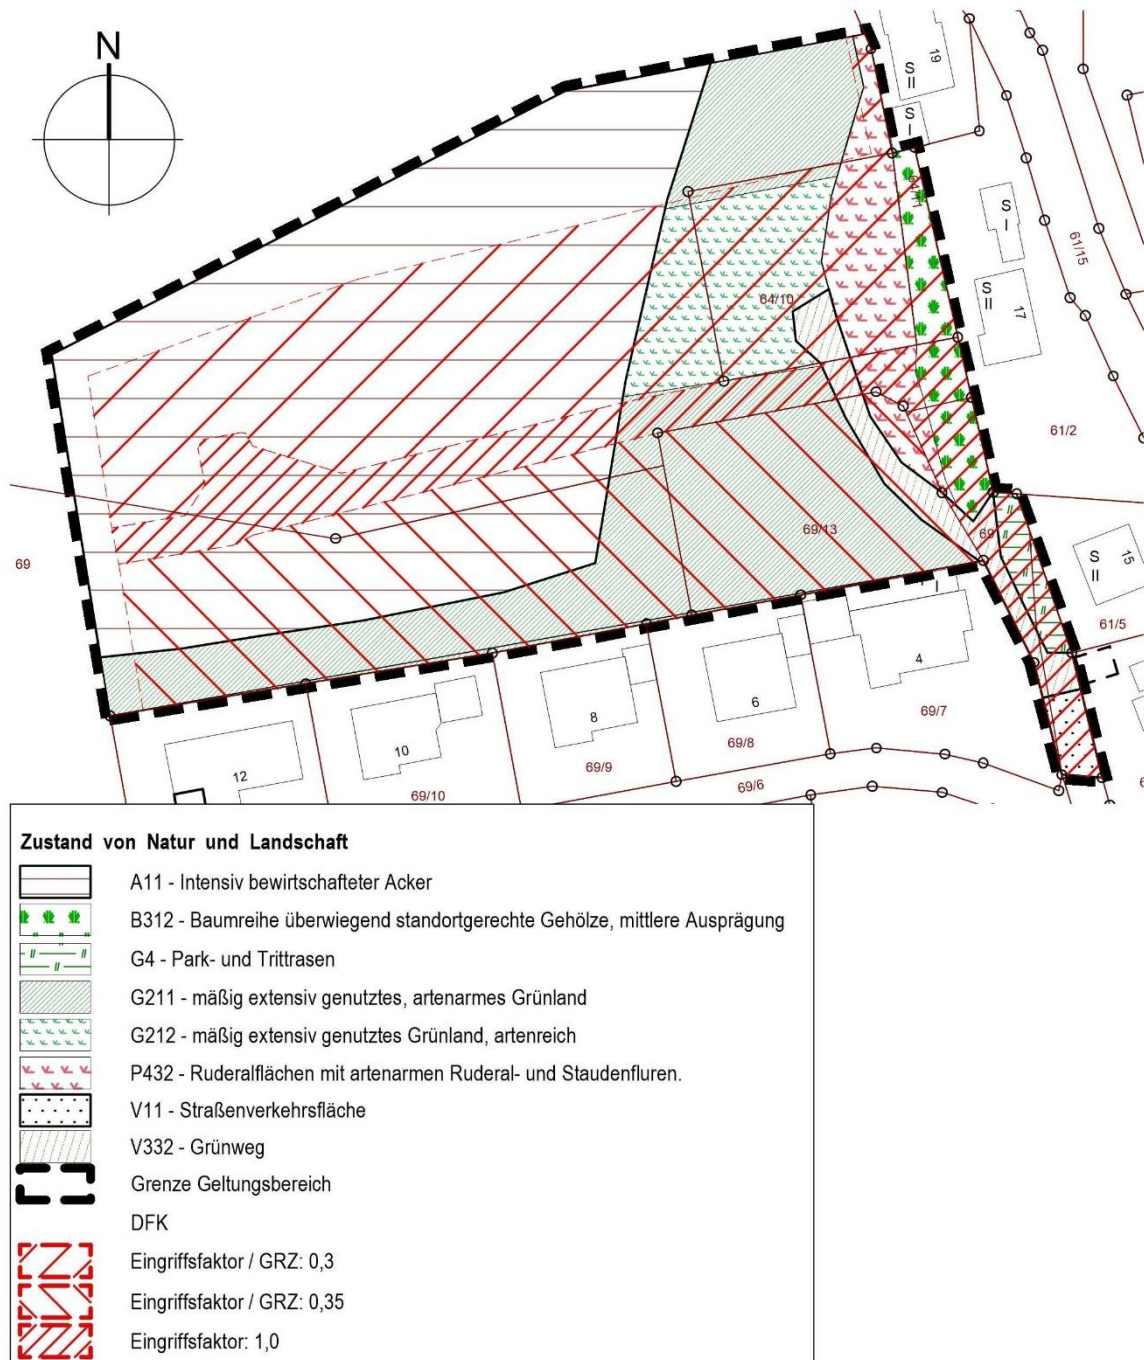 N
19
S
II
S
I
64/11
S
I
61/15
S
II
17
64/10
61/2
69
69/13
69
S
II
15
I
61/5
4
6
8
10
12
69/7
69/8
69/9
69/6
69/10
Zustand von Natur und Landschaft
A11 - Intensiv bewirtschafteter Acker
B312 - Baumreihe überwiegend standortgerechte Gehölze, mittlere Ausprägung
G4 - Park- und Trittrasen
G211 - mäßig extensiv genutztes, artenarmes Grünland
G212 - mäßig extensiv genutztes Grünland, artenreich
P432 - Ruderalflächen mit artenarmen Ruderal- und Staudenfluren.
V11 - Straßenverkehrsfläche
V332 - Grünweg
Grenze Geltungsbereich
DFK
Eingriffsfaktor / GRZ: 0,3
Eingriffsfaktor / GRZ: 0,35
Eingriffsfaktor: 1,0